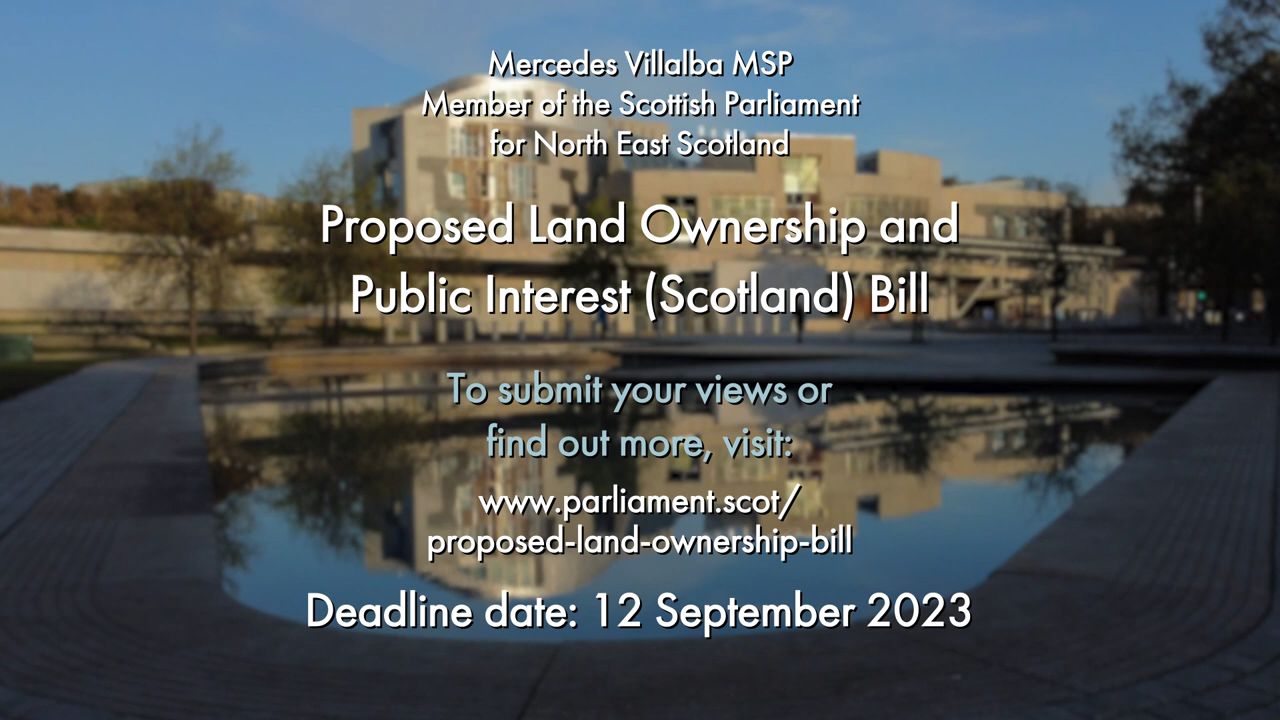 Mercedes Villalba MSP
Member of the Scottish Parliament
for North East Scotland
Proposed Land Ownership and
Public Interest (Scotland) Bill
To submit your views or
find out more, visit:
www.parliament.scot/
proposed-land-ownership-bill
Deadline date: 12 September 2023